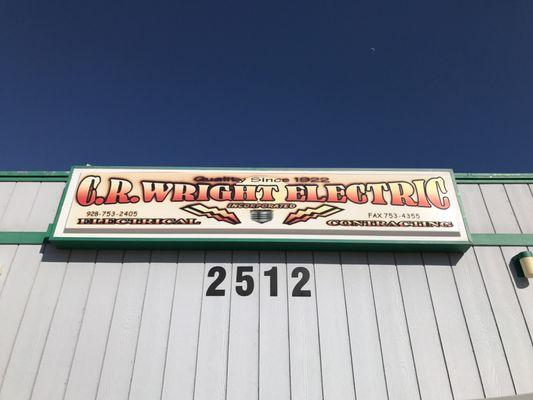 Quality Since 1922
C.R. WRIGHT ELECTRIC
INCORPORATED
928-753-2405 FAX 753-4355
ELECTRICAL CONTRACTING
2512